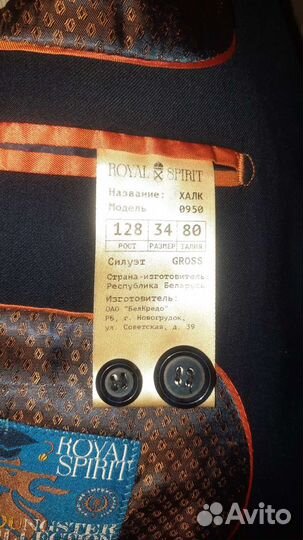 ROYAL SPIRIT
Название: ХАЛК
Модель 0950
128 34 80
РОСТ РАЗМЕР ТАЛИЯ
Силуэт GROSS
Страна-изготовитель:
Республика Беларусь
Изготовитель:
ОАО "БелКредо"
РБ, г. Новогрудок,
ул. Советская, д. 39
ROYAL
SPIRIT
YOUNGSTER
COLLECTION
Avito